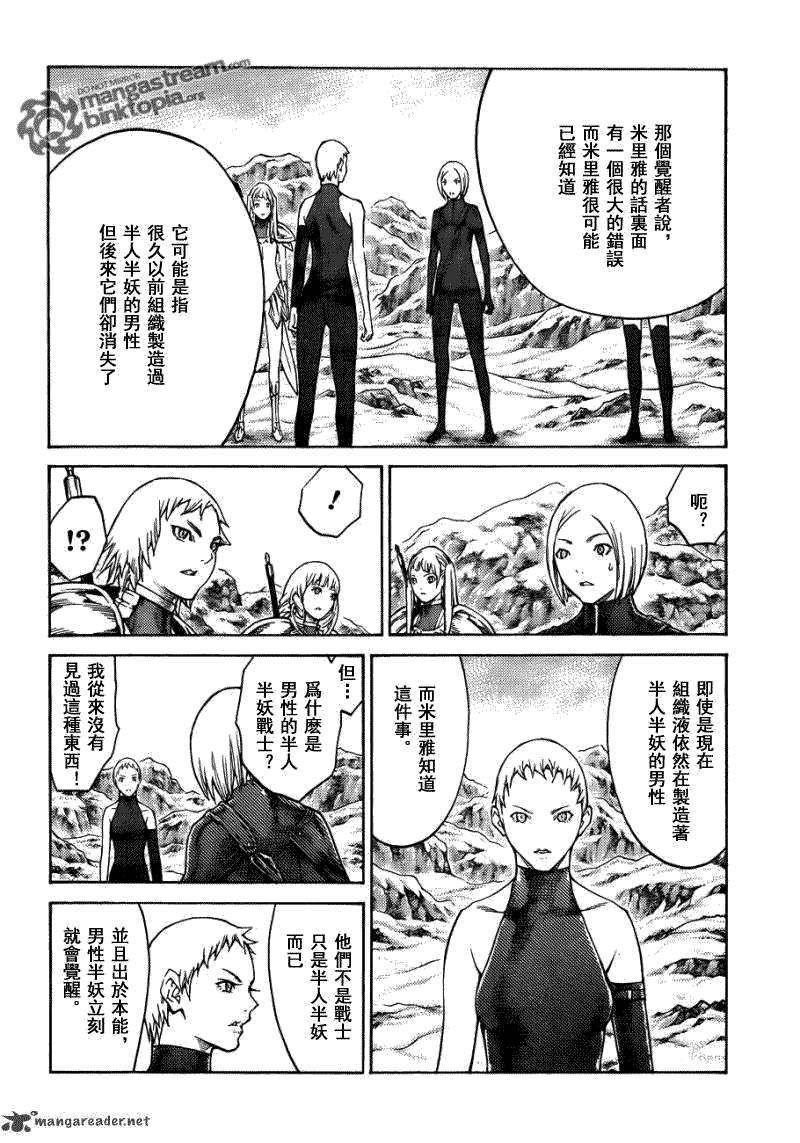 DO NOT MIRROR
mangastream.com
binktopia.org
那個覺醒者說，
米里雅的話裏面
有一個很大的錯誤
而米里雅很可能
已經知道
它可能是指
很久以前組織製造過
半人半妖的男性
但後來它們卻消失了
呃？
！
！？
即使是現在
組織液依然在製造著
半人半妖的男性
而米里雅知道
這件事。
但…
爲什麽是
男性的半人
半妖戰士？
我從來沒有
見過這種東西！
他們不是戰士
只是半人半妖
而已
並且出於本能，
男性半妖立刻
就會覺醒。
mangareader.net